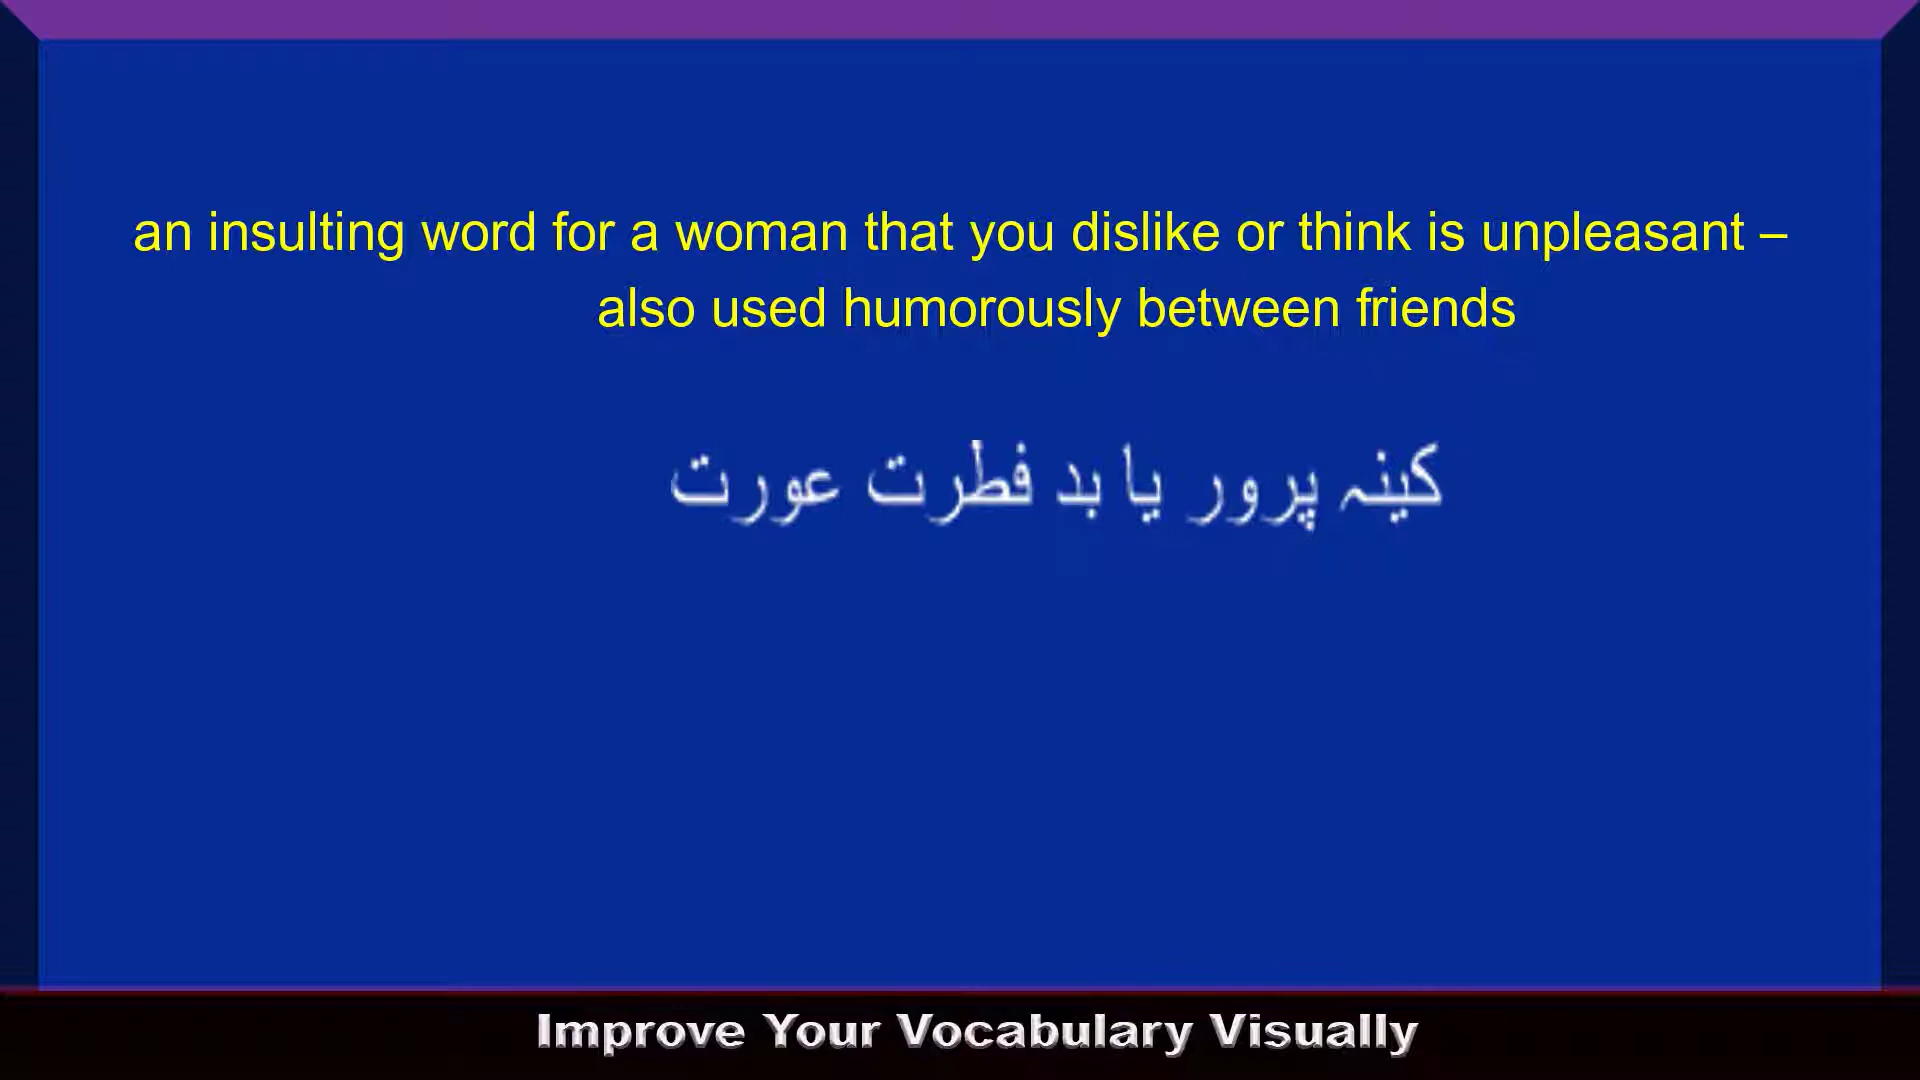 an insulting word for a woman that you dislike or think is unpleasant –
also used humorously between friends
کینہ پرور یا بد فطرت عورت
Improve Your Vocabulary Visually